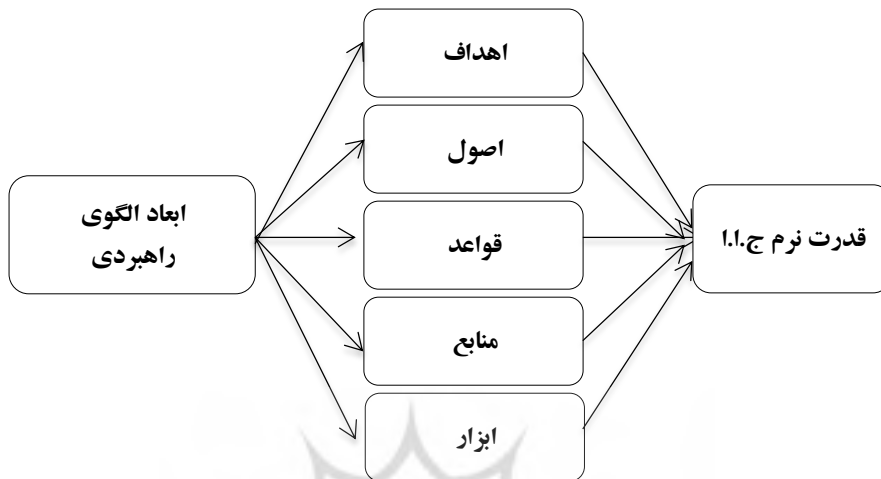 اهداف
اصول
ابعاد الگوی
راهبردی
قواعد
قدرت نرم ج.ا.ا
منابع
ابزار